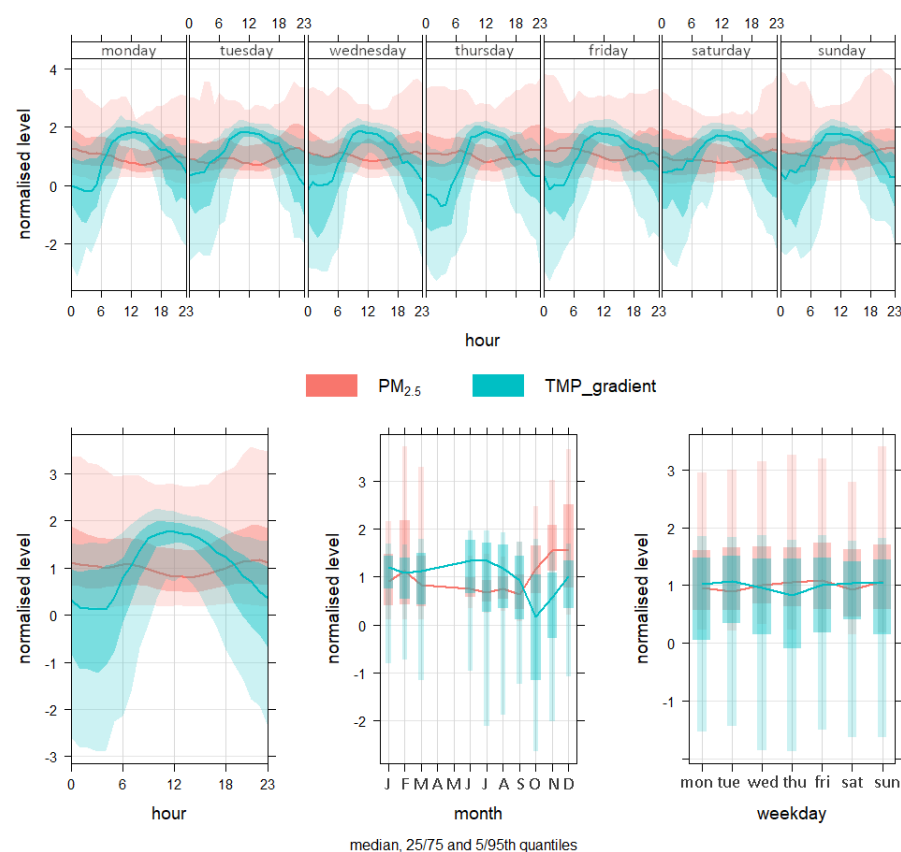 0 6 12 18 23 0 6 12 18 23 0 6 12 18 23
monday tuesday wednesday thursday friday saturday sunday
4
2
0
-2
normalised level
0 6 12 18 23 0 6 12 18 23 0 6 12 18 23 0 6 12 18 23
hour
PM2.5 TMP_gradient
3
2
1
0
-1
-2
-3
normalised level
0 6 12 18 23
hour
3
2
1
0
-1
-2
normalised level
J F M A M J J A S O N D
month
3
2
1
0
-1
normalised level
mon tue wed thu fri sat sun
weekday
median, 25/75 and 5/95th quantiles